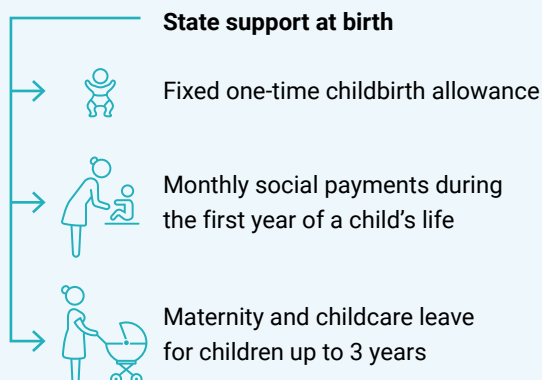 State support at birth
Fixed one-time childbirth allowance
Monthly social payments during
the first year of a child’s life
Maternity and childcare leave
for children up to 3 years